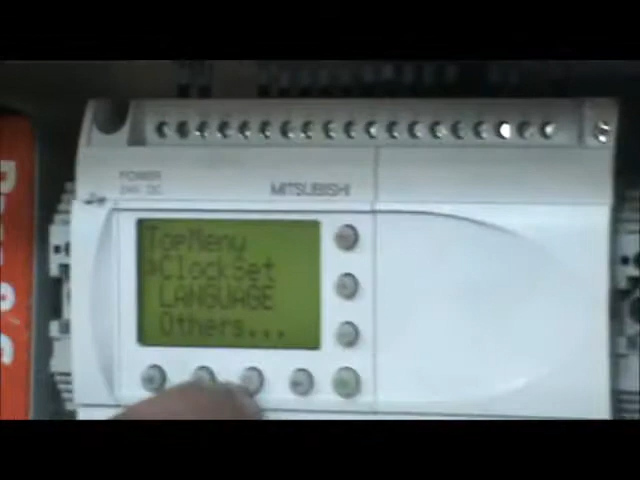 POWER
24V DC
MITSUBISHI
TopMenu
ClockSet
LANGUAGE
Others...